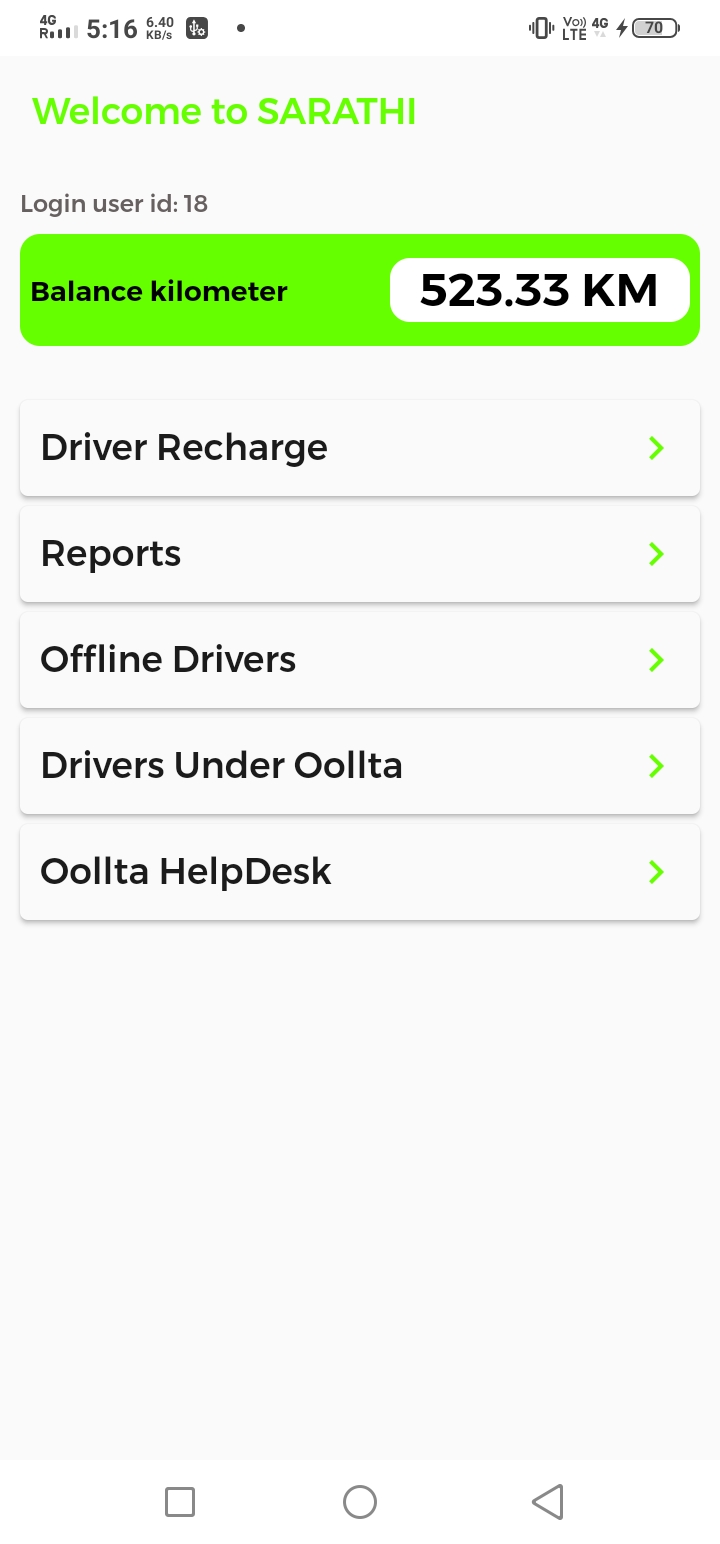 4G
R
5:16
6.40
KB/s
Vo))
LTE
4G
70
Welcome to SARATHI
Login user id: 18
Balance kilometer
523.33 KM
Driver Recharge
Reports
Offline Drivers
Drivers Under Oollta
Oollta HelpDesk